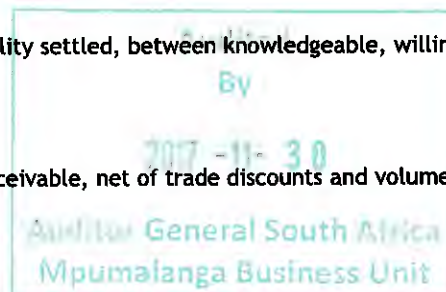 lity settled, between knowledgeable, willin
By
2017 -11- 30
ceivable, net of trade discounts and volume
Auditor General South Africa
Mpumalanga Business Unit